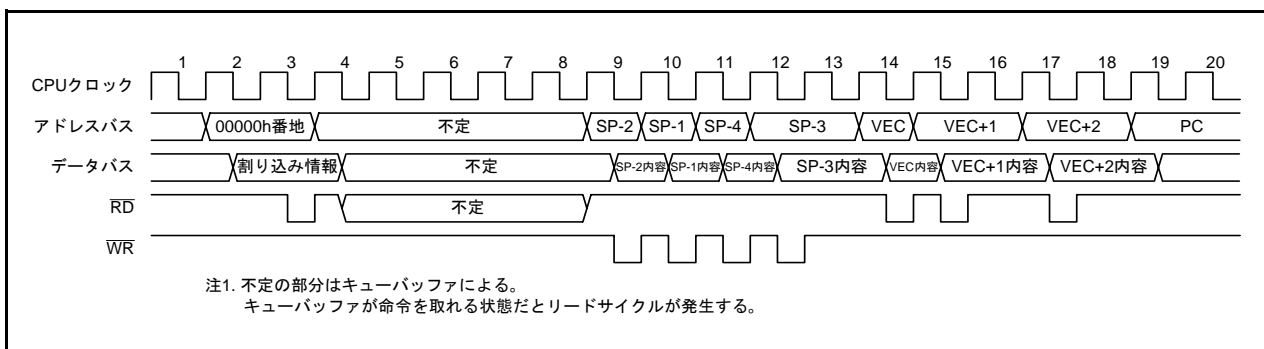 1 2 3 4 5 6 7 8 9 10 11 12 13 14 15 16 17 18 19 20
CPUクロック
アドレスバス 00000h番地 不定 SP-2 SP-1 SP-4 SP-3 VEC VEC+1 VEC+2 PC
データバス 割り込み情報 不定 SP-2内容 SP-1内容 SP-4内容 SP-3内容 VEC内容 VEC+1内容 VEC+2内容
RD 不定
WR
注1. 不定の部分はキューバッファによる。
キューバッファが命令を取れる状態だとリードサイクルが発生する。